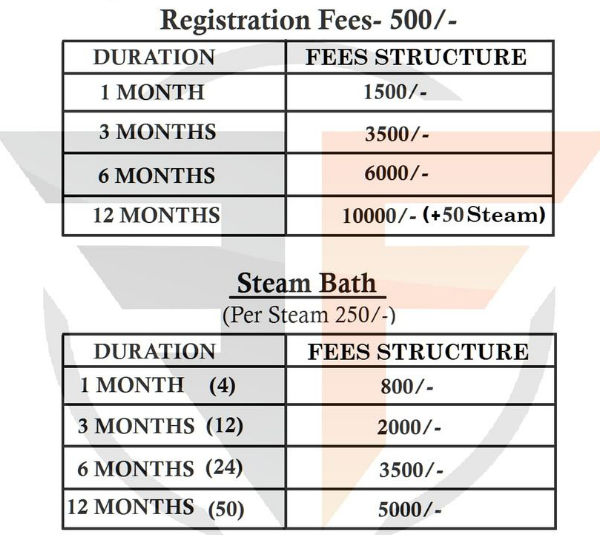 Registration Fees- 500/-
DURATION FEES STRUCTURE
1 MONTH 1500/-
3 MONTHS 3500/-
6 MONTHS 6000/-
12 MONTHS 10000/- (+50 Steam)
Steam Bath
(Per Steam 250/-)
DURATION FEES STRUCTURE
1 MONTH (4) 800/-
3 MONTHS (12) 2000/-
6 MONTHS (24) 3500/-
12 MONTHS (50) 5000/-